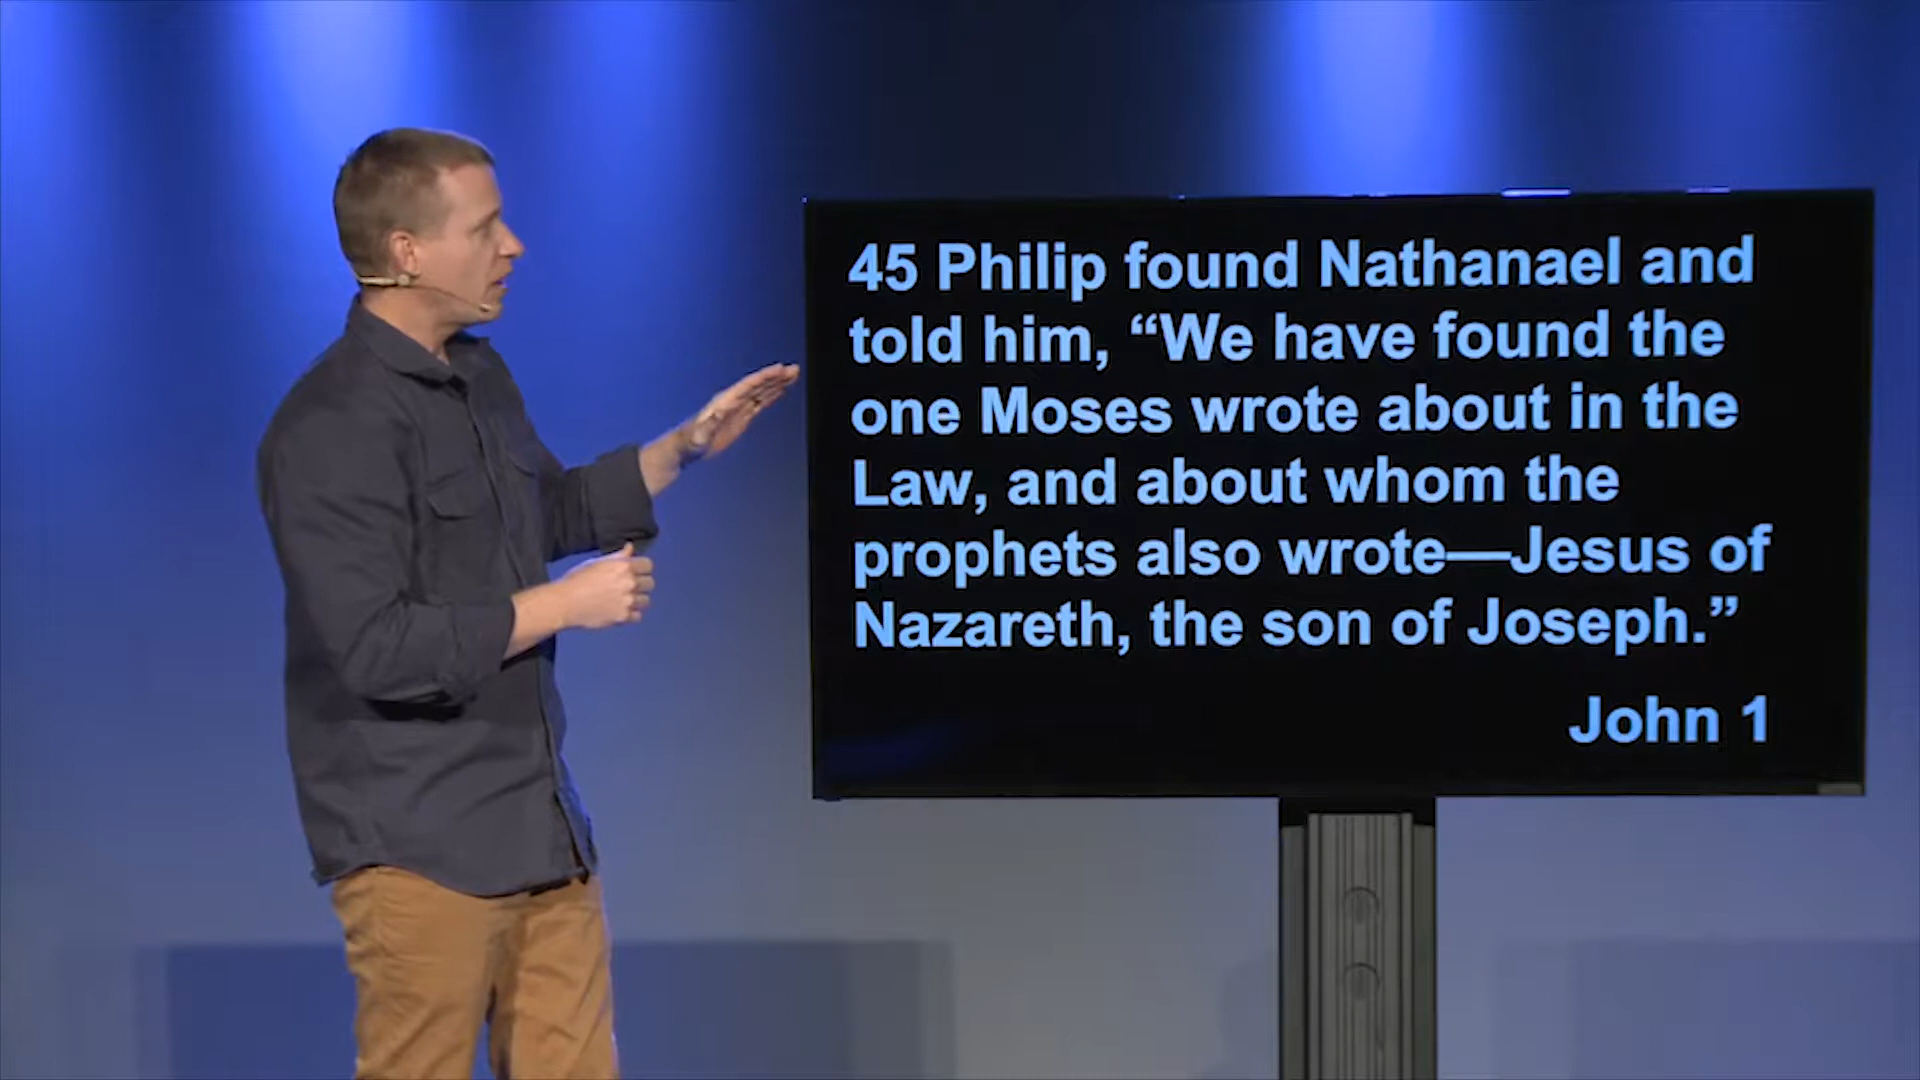 45 Philip found Nathanael and
told him, “We have found the
one Moses wrote about in the
Law, and about whom the
prophets also wrote—Jesus of
Nazareth, the son of Joseph.”
John 1